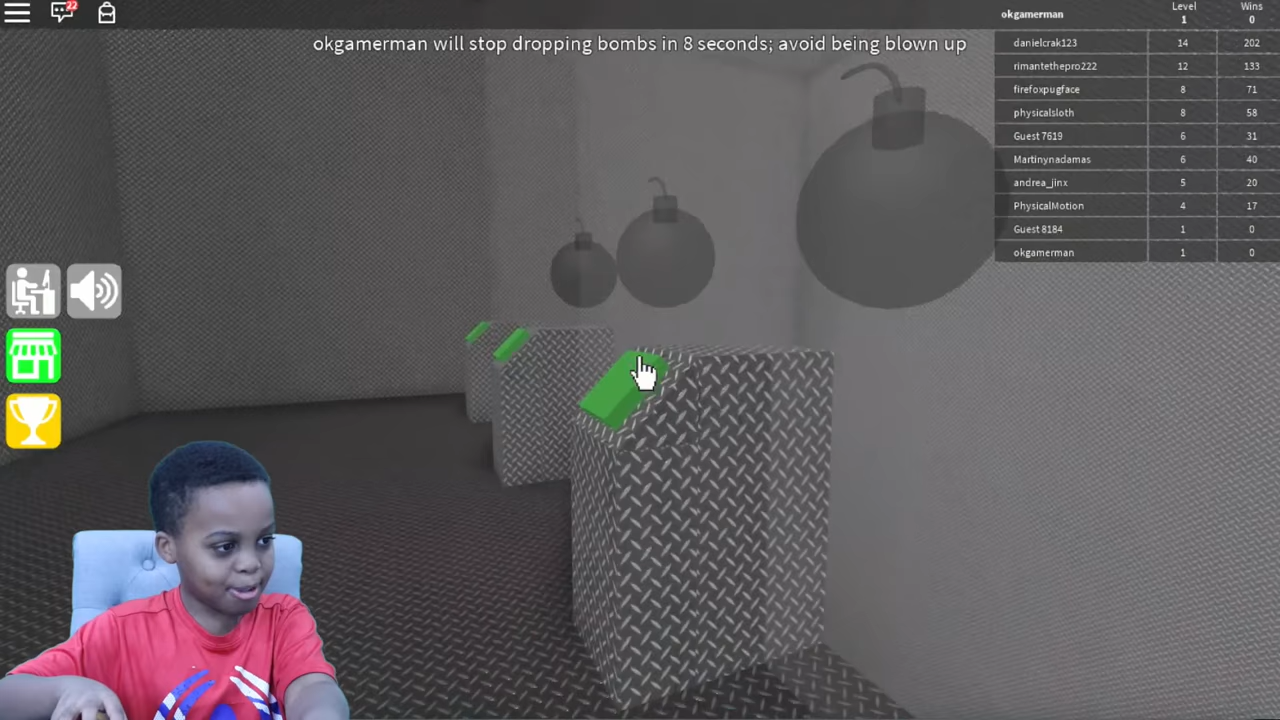 22
okgamerman Level Wins
1 0
okgamerman will stop dropping bombs in 8 seconds; avoid being blown up
danielcrak123 14 202
rimantethepro222 12 133
firefoxpugface 8 71
physicalsloth 8 58
Guest 7619 6 31
Martinynadamas 6 40
andrea_jinx 5 20
PhysicalMotion 4 17
Guest 8184 1 0
okgamerman 1 0